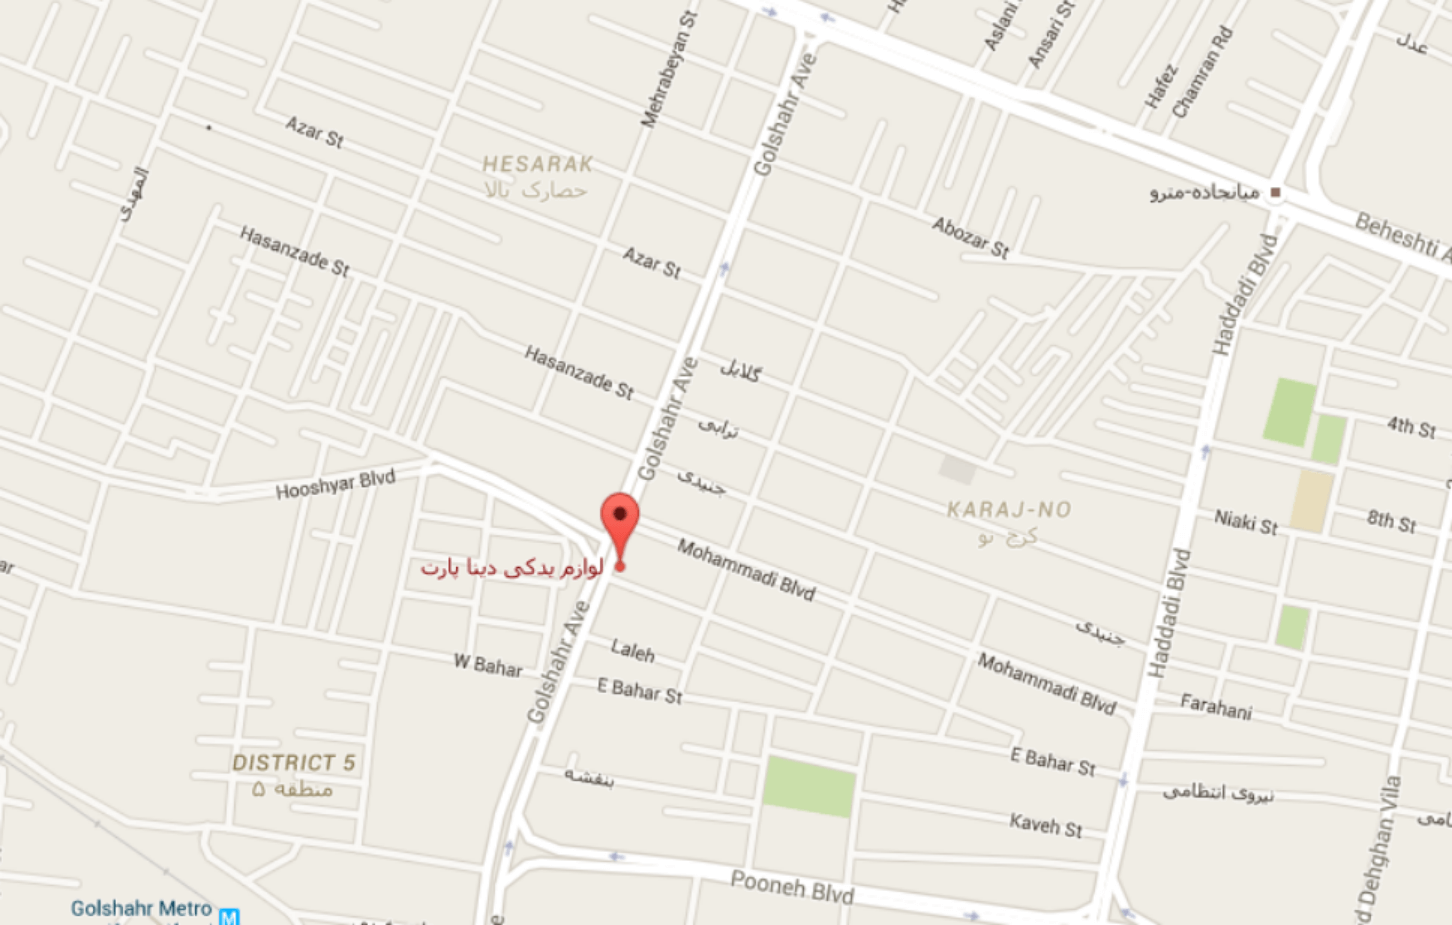 Mehrabeyan St
Golshahr Ave
Aslani
Ansari St
Hafez
Chamran Rd
عدل
Azar St
HESARAK
حصارک بالا
المهدی
میانجاده-مترو
Beheshti A
Abozar St
Hasanzade St
Azar St
Haddadi Blvd
Hasanzade St
گلایل
Golshahr Ave
ترابی
4th St
جنیدی
Hooshyar Blvd
KARAJ-NO
کرج نو
Niaki St
8th St
لوازم یدکی دینا پارت
Mohammadi Blvd
ar
Haddadi Blvd
جنیدی
Golshahr Ave
Laleh
W Bahar
E Bahar St
Mohammadi Blvd
Farahani
DISTRICT 5
منطقه ۵
بنفشه
E Bahar St
نیروی انتظامی
Kaveh St
امی
d Dehghan Vila
Pooneh Blvd
Golshahr Metro
M
e